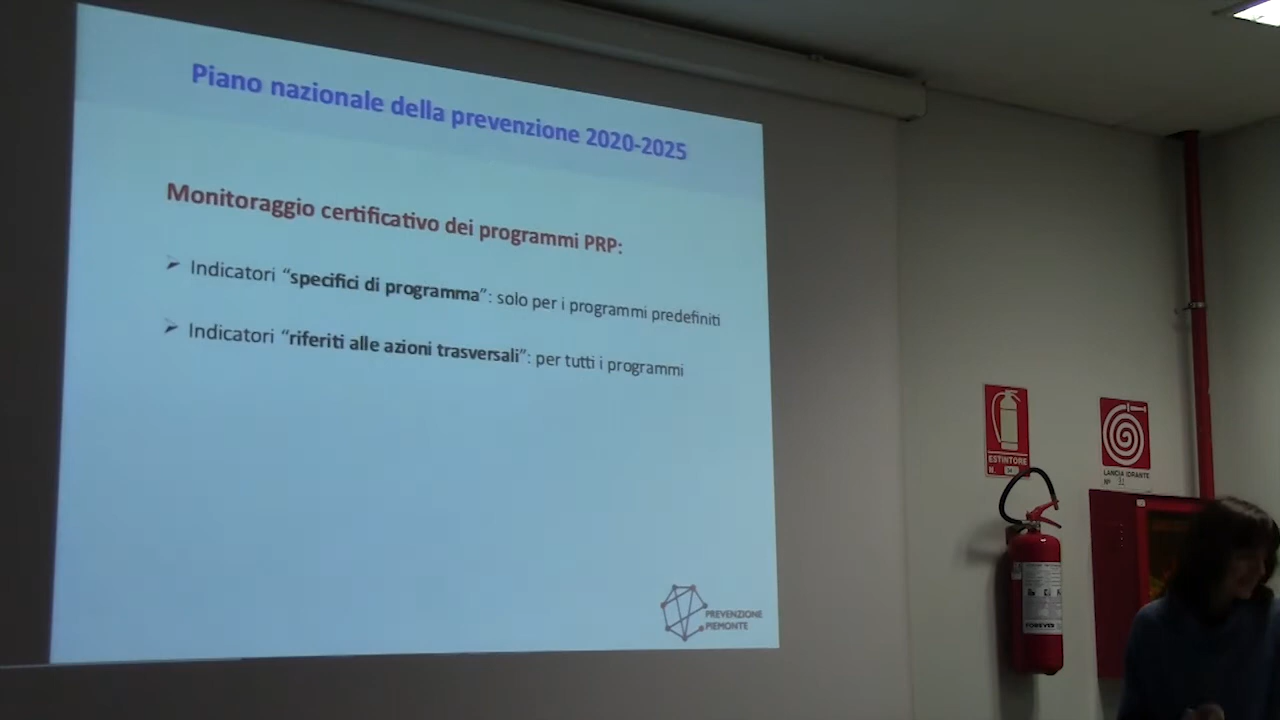 Piano nazionale della prevenzione 2020-2025
Monitoraggio certificativo dei programmi PRP:
➢ Indicatori “specifici di programma”: solo per i programmi predefiniti
➢ Indicatori “riferiti alle azioni trasversali”: per tutti i programmi
PREVENZIONE
PIEMONTE
ESTINTORE
N.
LANCIA IDRANTE
N°